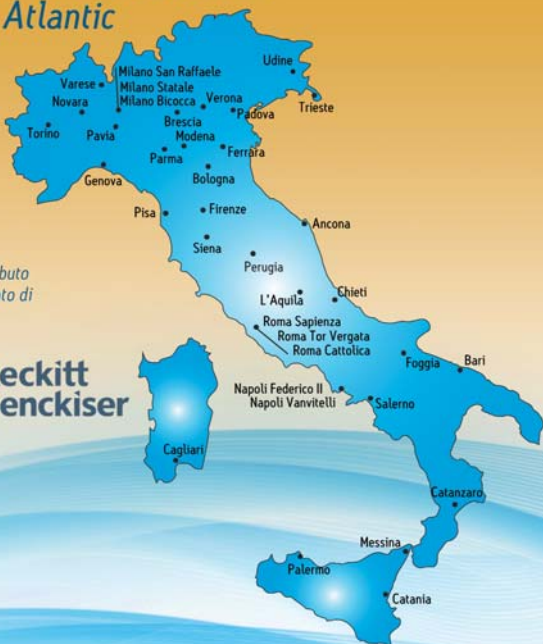 Atlantic
Milano San Raffaele
Milano Statale
Milano Bicocca
Varese
Novara
Torino
Pavia
Genova
Udine
Trieste
Verona
Padova
Brescia
Modena
Parma
Ferrara
Bologna
Pisa
Firenze
Siena
Ancona
Perugia
L'Aquila
Chieti
Roma Sapienza
Roma Tor Vergata
Roma Cattolica
buto
to di
eckitt
enckiser
Foggia
Bari
Napoli Federico II
Napoli Vanvitelli
Salerno
Cagliari
Catanzaro
Messina
Palermo
Catania